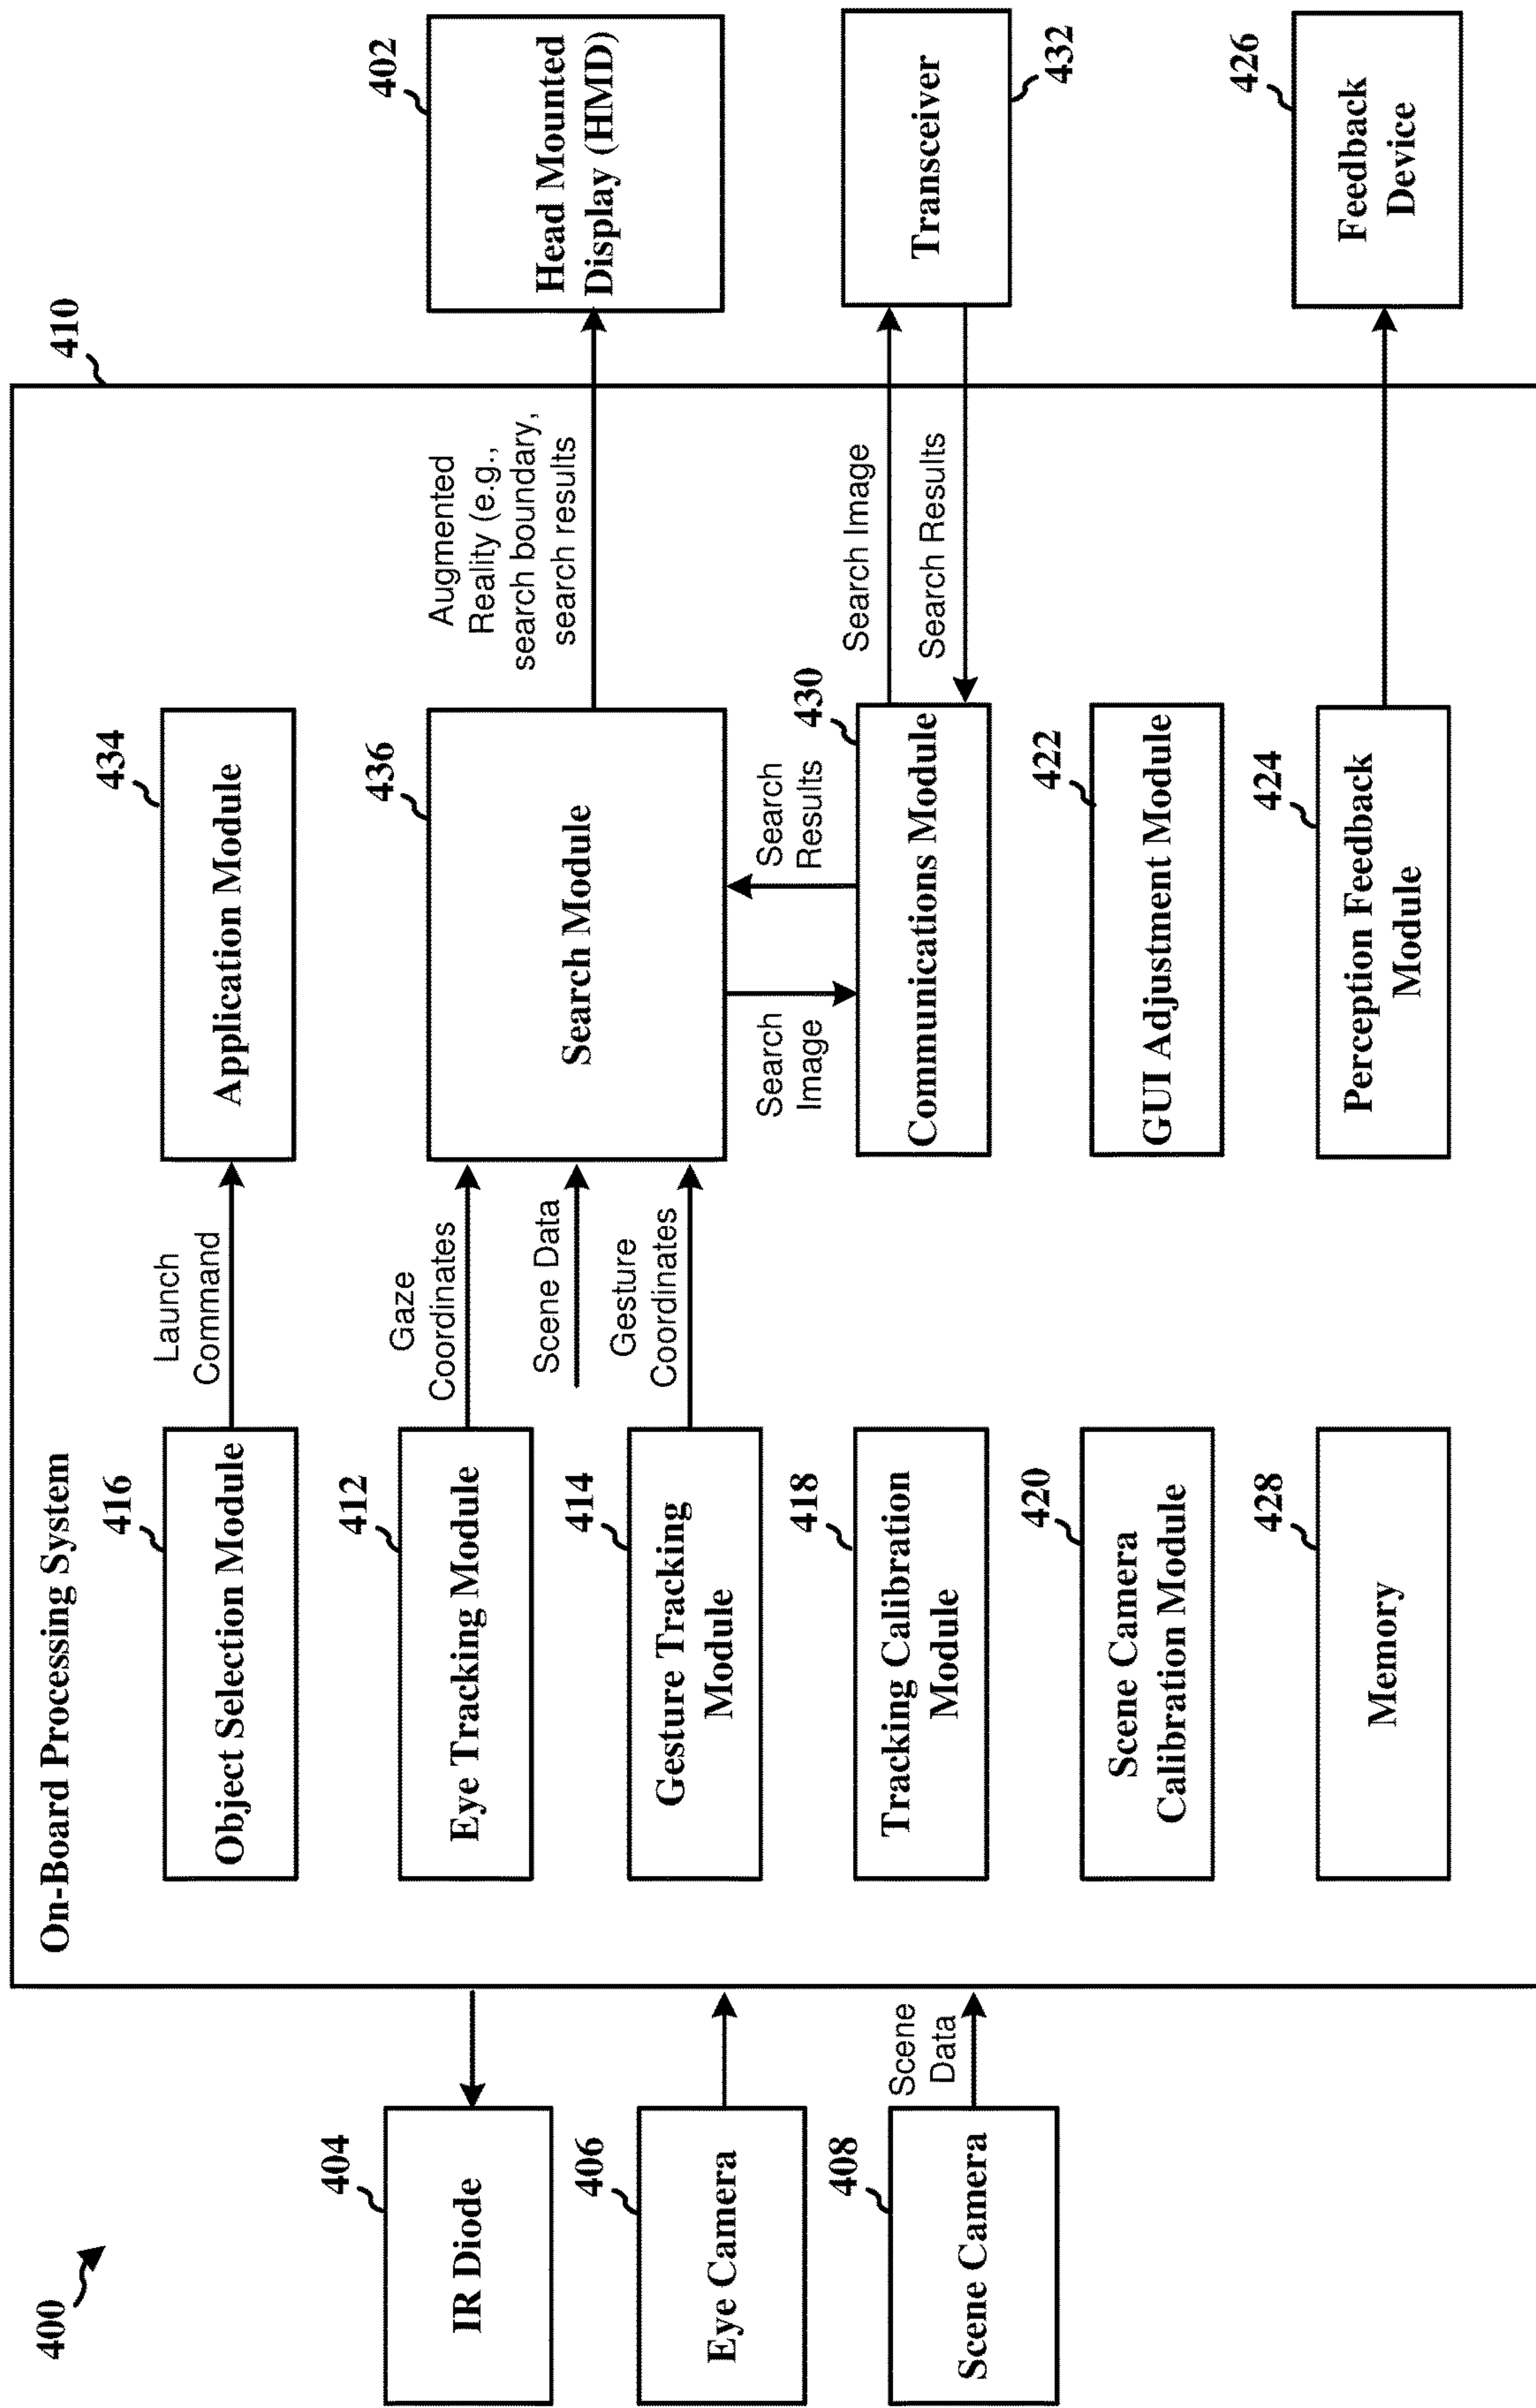 400
404
IR Diode
406
Eye Camera
408
Scene Camera
Scene
Data
410
On-Board Processing System
416
Object Selection Module
Launch
Command
434
Application Module
412
Eye Tracking Module
Gaze
Coordinates
Scene Data
414
Gesture Tracking
Module
Gesture
Coordinates
436
Search Module
Augmented
Reality (e.g.,
search boundary,
search results
402
Head Mounted
Display (HMD)
Search
Image
Search
Results
418
Tracking Calibration
Module
430
Communications Module
Search Image
Search Results
Transceiver
432
420
Scene Camera
Calibration Module
422
GUI Adjustment Module
428
Memory
424
Perception Feedback
Module
426
Feedback
Device